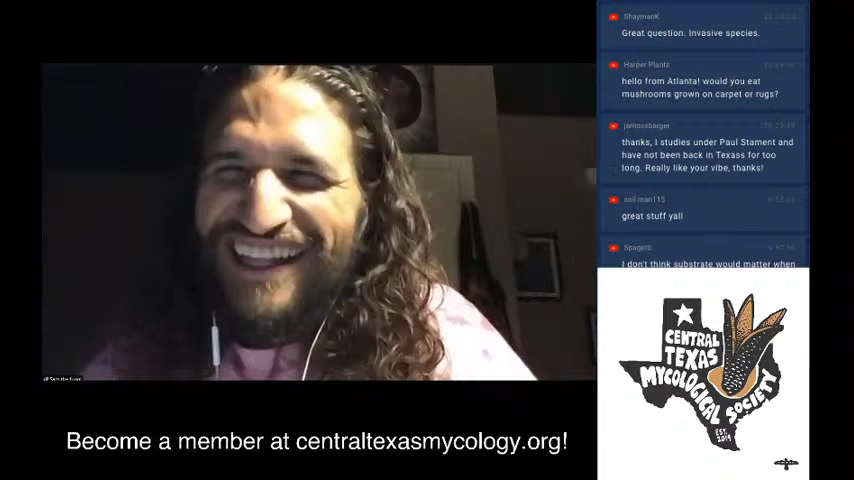 ShaymanK
Great question. Invasive species.
Harper Plants
hello from Atlanta! would you eat
mushrooms grown on carpet or rugs?
thanks, I studies under Paul Stament and
have not been back in Texass for too
long. Really like your vibe, thanks!
soil man115
great stuff yall
I don't think substrate would matter when
CENTRAL
TEXAS
MYCOLOGICAL
SOCIETY
EST.
2019
Become a member at centraltexasmycology.org!